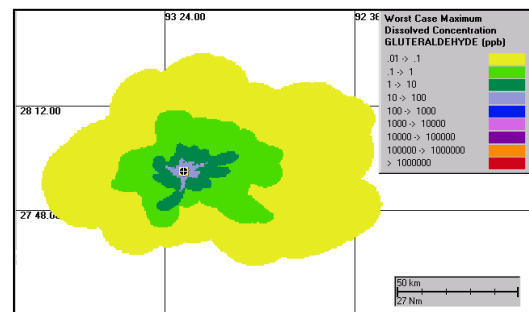 93 24.00
92 36
Worst Case Maximum
Dissolved Concentration
GLUTERALDEHYDE (ppb)
.01 -> .1
.1 -> 1
1 -> 10
10 -> 100
100 -> 1000
1000 -> 10000
10000 -> 100000
100000 -> 1000000
> 1000000
28 12.00
27 48.00
50 km
27 Nm